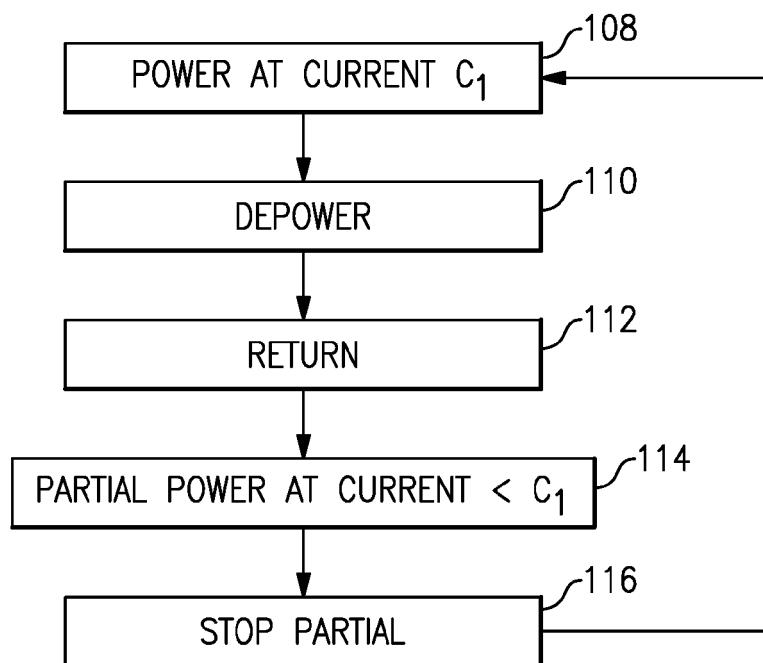 108
POWER AT CURRENT C1
110
DEPOWER
112
RETURN
114
PARTIAL POWER AT CURRENT < C1
116
STOP PARTIAL